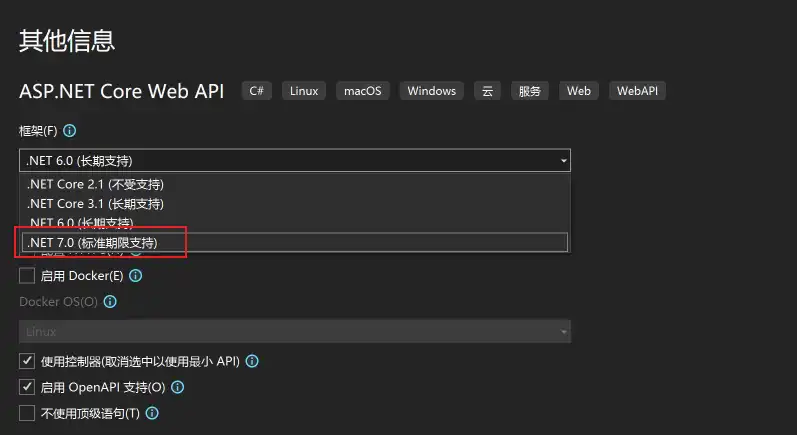 其他信息
ASP.NET Core Web API C# Linux macOS Windows 云 服务 Web WebAPI
框架(F)
.NET 6.0 (长期支持)
.NET Core 2.1 (不受支持)
.NET Core 3.1 (长期支持)
.NET 6.0 (长期支持)
.NET 7.0 (标准期限支持)
启用 Docker(E)
Docker OS(O)
Linux
使用控制器(取消选中以使用最小 API)
启用 OpenAPI 支持(O)
不使用顶级语句(T)